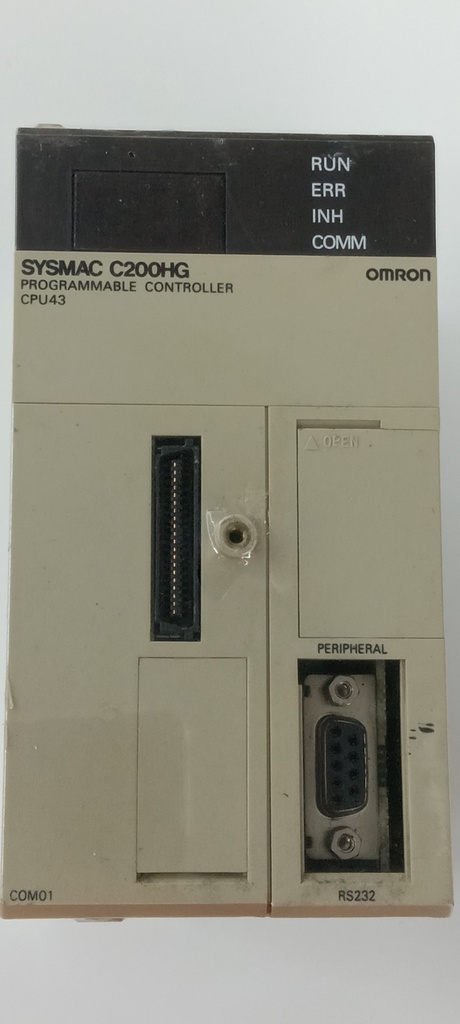 RUN
ERR
INH
COMM
SYSMAC C200HG
OMRON
PROGRAMMABLE CONTROLLER
CPU43
△ OPEN
PERIPHERAL
COM01
RS232